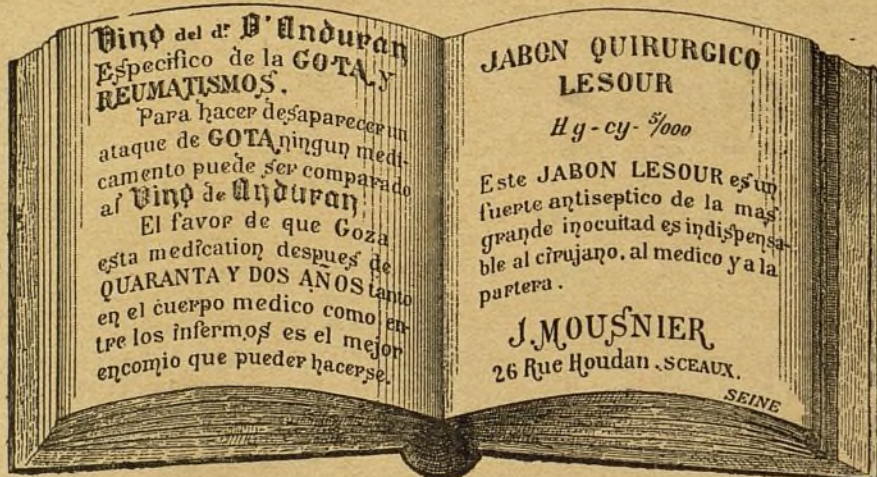 Vino del dr. D'Anduran
Especifico de la GOTA y
REUMATISMOS.
Para hacer desaparecer un
ataque de GOTA ningun medi-
camento puede ser comparado
al Vino de Anduran
El favor de que Goza
esta medication despues de
QUARANTA Y DOS AÑOS tanto
en el cuerpo medico como en
tre los infermos es el mejor
encomio que pueder hacerse.
JABON QUIRURGICO
LESOUR
Hg-cy- 5/000
Este JABON LESOUR es un
fuerte antiseptico de la mas
grande inocuitad es indispensa-
ble al cirujano. al medico y a la
partera.
J. MOUSNIER
26 Rue Houdan. SCEAUX.
SEINE